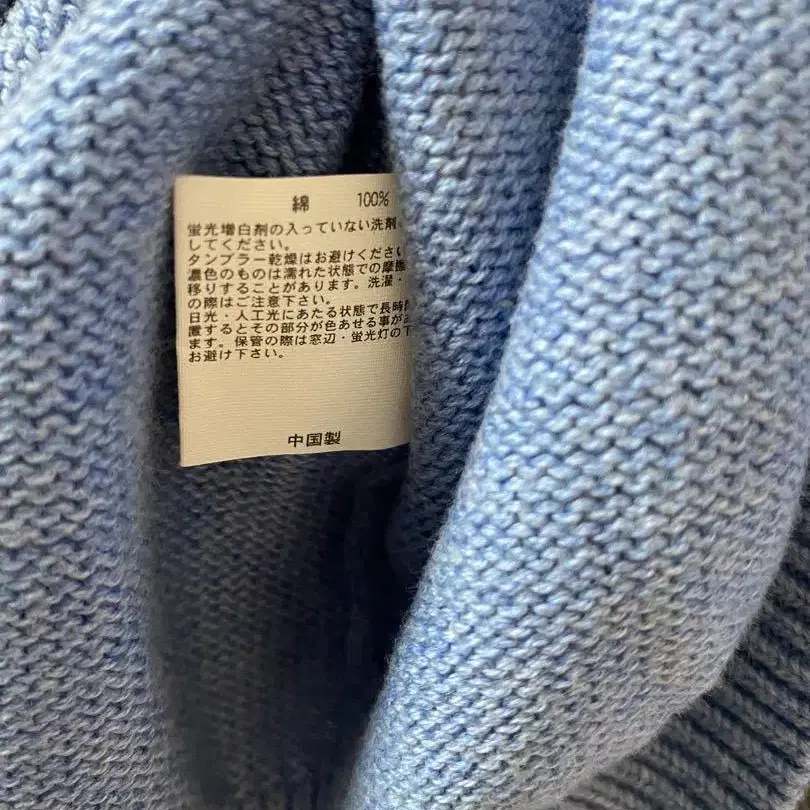 綿 100%
蛍光増白剤の入っていない洗剤
してください。
タンブラー乾燥はお避けください
濃色のものは濡れた状態での摩擦
移りすることがあります。洗濯・
の際はご注意下さい。
日光・人工光にあたる状態で長時間
置するとその部分が色あせる事が
ます。保管の際は窓辺・蛍光灯の下
お避け下さい。
中国製